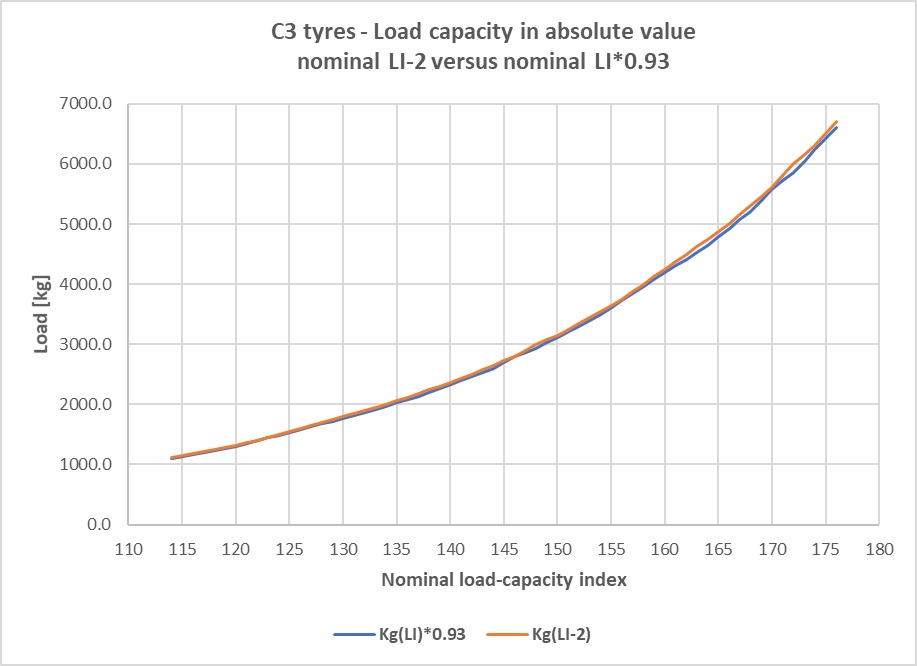 C3 tyres - Load capacity in absolute value
nominal LI-2 versus nominal LI*0.93
7000.0
6000.0
5000.0
4000.0
3000.0
2000.0
1000.0
0.0
Load [kg]
110 115 120 125 130 135 140 145 150 155 160 165 170 175 180
Nominal load-capacity index
Kg(LI)*0.93 Kg(LI-2)